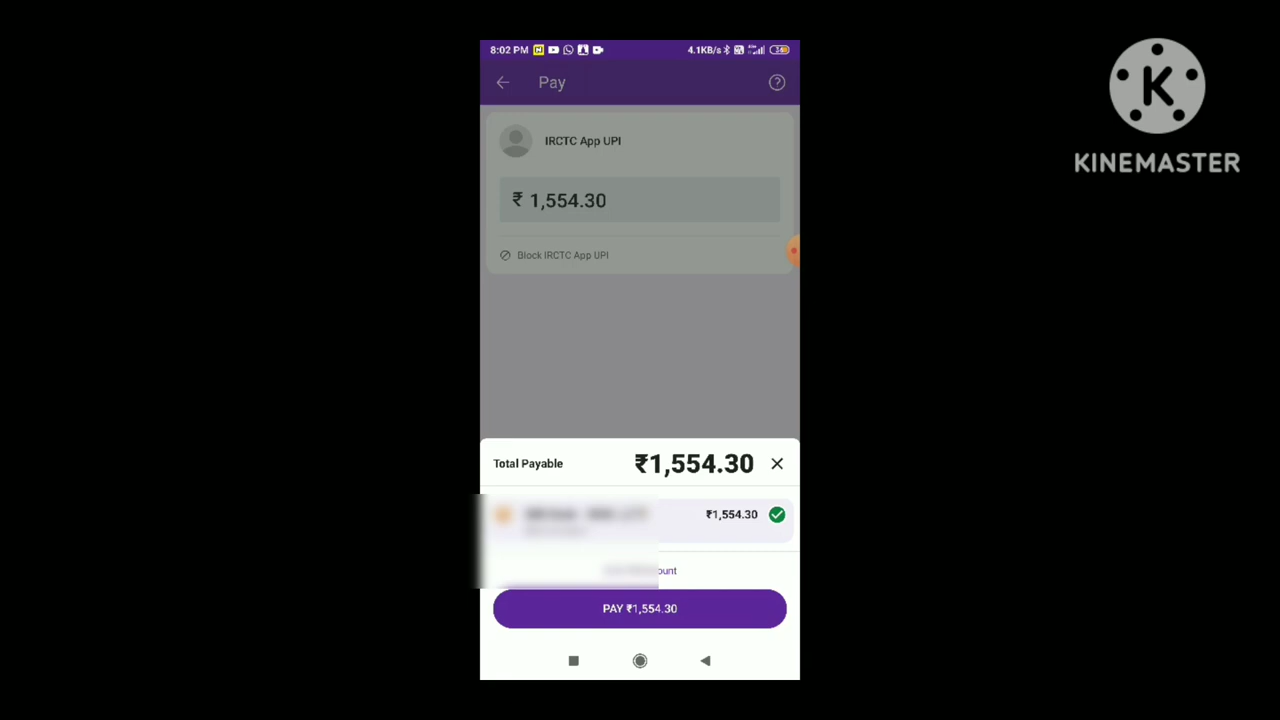 8:02 PM
4.1KB/s
Pay
IRCTC App UPI
₹ 1,554.30
Block IRCTC App UPI
Total Payable ₹1,554.30
₹1,554.30
ount
PAY ₹1,554.30
K
KINEMASTER